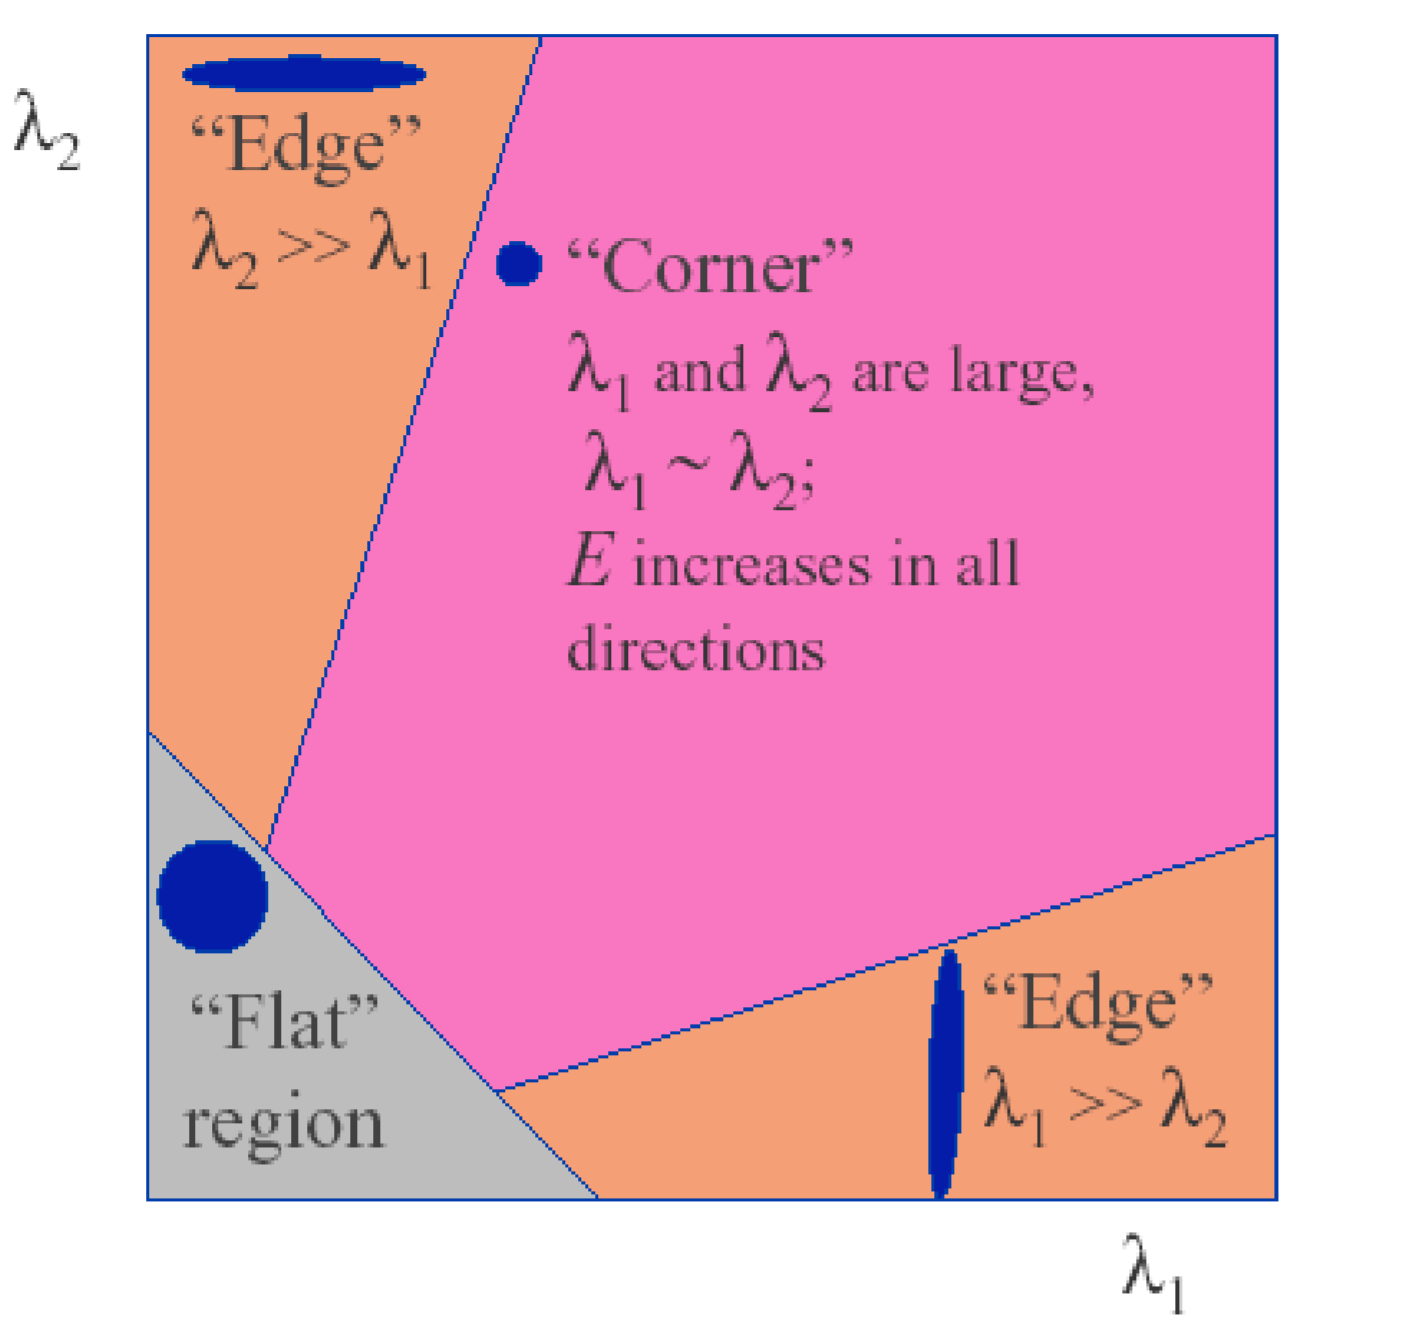 λ₂
“Edge”
λ₂ >> λ₁
“Corner”
λ₁ and λ₂ are large,
λ₁ ~ λ₂;
E increases in all
directions
“Flat”
region
“Edge”
λ₁ >> λ₂
λ₁